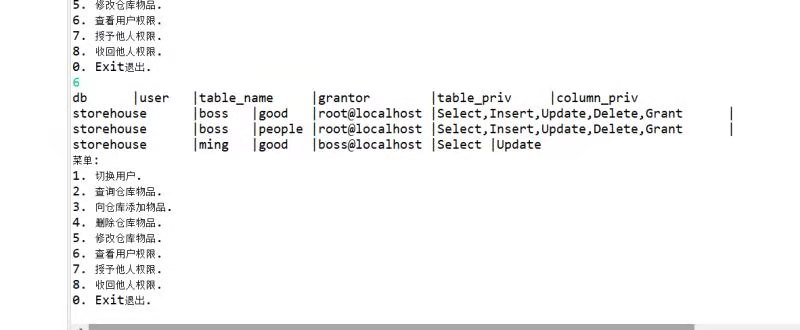 5. 修改仓库物品.
6. 查看用户权限.
7. 授予他人权限.
8. 收回他人权限.
0. Exit退出.
6
db |user |table_name |grantor |table_priv |column_priv
storehouse |boss |good |root@localhost |Select,Insert,Update,Delete,Grant |
storehouse |boss |people |root@localhost |Select,Insert,Update,Delete,Grant |
storehouse |ming |good |boss@localhost |Select |Update
菜单:
1. 切换用户.
2. 查询仓库物品.
3. 向仓库添加物品.
4. 删除仓库物品.
5. 修改仓库物品.
6. 查看用户权限.
7. 授予他人权限.
8. 收回他人权限.
0. Exit退出.